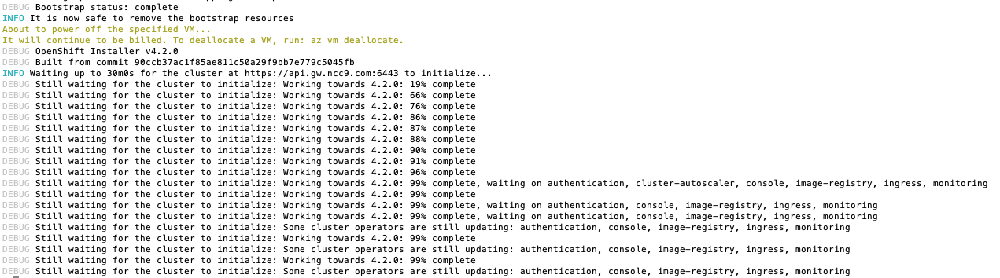 DEBUG Bootstrap status: complete
INFO It is now safe to remove the bootstrap resources
About to power off the specified VM...
It will continue to be billed. To deallocate a VM, run: az vm deallocate.
DEBUG OpenShift Installer v4.2.0
DEBUG Built from commit 90ccb37ac1f85ae811c50a29f9bb7e779c5045fb
INFO Waiting up to 30m0s for the cluster at https://api.gw.ncc9.com:6443 to initialize...
DEBUG Still waiting for the cluster to initialize: Working towards 4.2.0: 19% complete
DEBUG Still waiting for the cluster to initialize: Working towards 4.2.0: 66% complete
DEBUG Still waiting for the cluster to initialize: Working towards 4.2.0: 76% complete
DEBUG Still waiting for the cluster to initialize: Working towards 4.2.0: 86% complete
DEBUG Still waiting for the cluster to initialize: Working towards 4.2.0: 87% complete
DEBUG Still waiting for the cluster to initialize: Working towards 4.2.0: 88% complete
DEBUG Still waiting for the cluster to initialize: Working towards 4.2.0: 90% complete
DEBUG Still waiting for the cluster to initialize: Working towards 4.2.0: 91% complete
DEBUG Still waiting for the cluster to initialize: Working towards 4.2.0: 96% complete
DEBUG Still waiting for the cluster to initialize: Working towards 4.2.0: 99% complete, waiting on authentication, cluster-autoscaler, console, image-registry, ingress, monitoring
DEBUG Still waiting for the cluster to initialize: Working towards 4.2.0: 99% complete
DEBUG Still waiting for the cluster to initialize: Working towards 4.2.0: 99% complete, waiting on authentication, console, image-registry, ingress, monitoring
DEBUG Still waiting for the cluster to initialize: Working towards 4.2.0: 99% complete, waiting on authentication, console, image-registry, ingress, monitoring
DEBUG Still waiting for the cluster to initialize: Some cluster operators are still updating: authentication, console, image-registry, ingress, monitoring
DEBUG Still waiting for the cluster to initialize: Working towards 4.2.0: 99% complete
DEBUG Still waiting for the cluster to initialize: Some cluster operators are still updating: authentication, console, image-registry, ingress, monitoring
DEBUG Still waiting for the cluster to initialize: Working towards 4.2.0: 99% complete
DEBUG Still waiting for the cluster to initialize: Some cluster operators are still updating: authentication, console, image-registry, ingress, monitoring